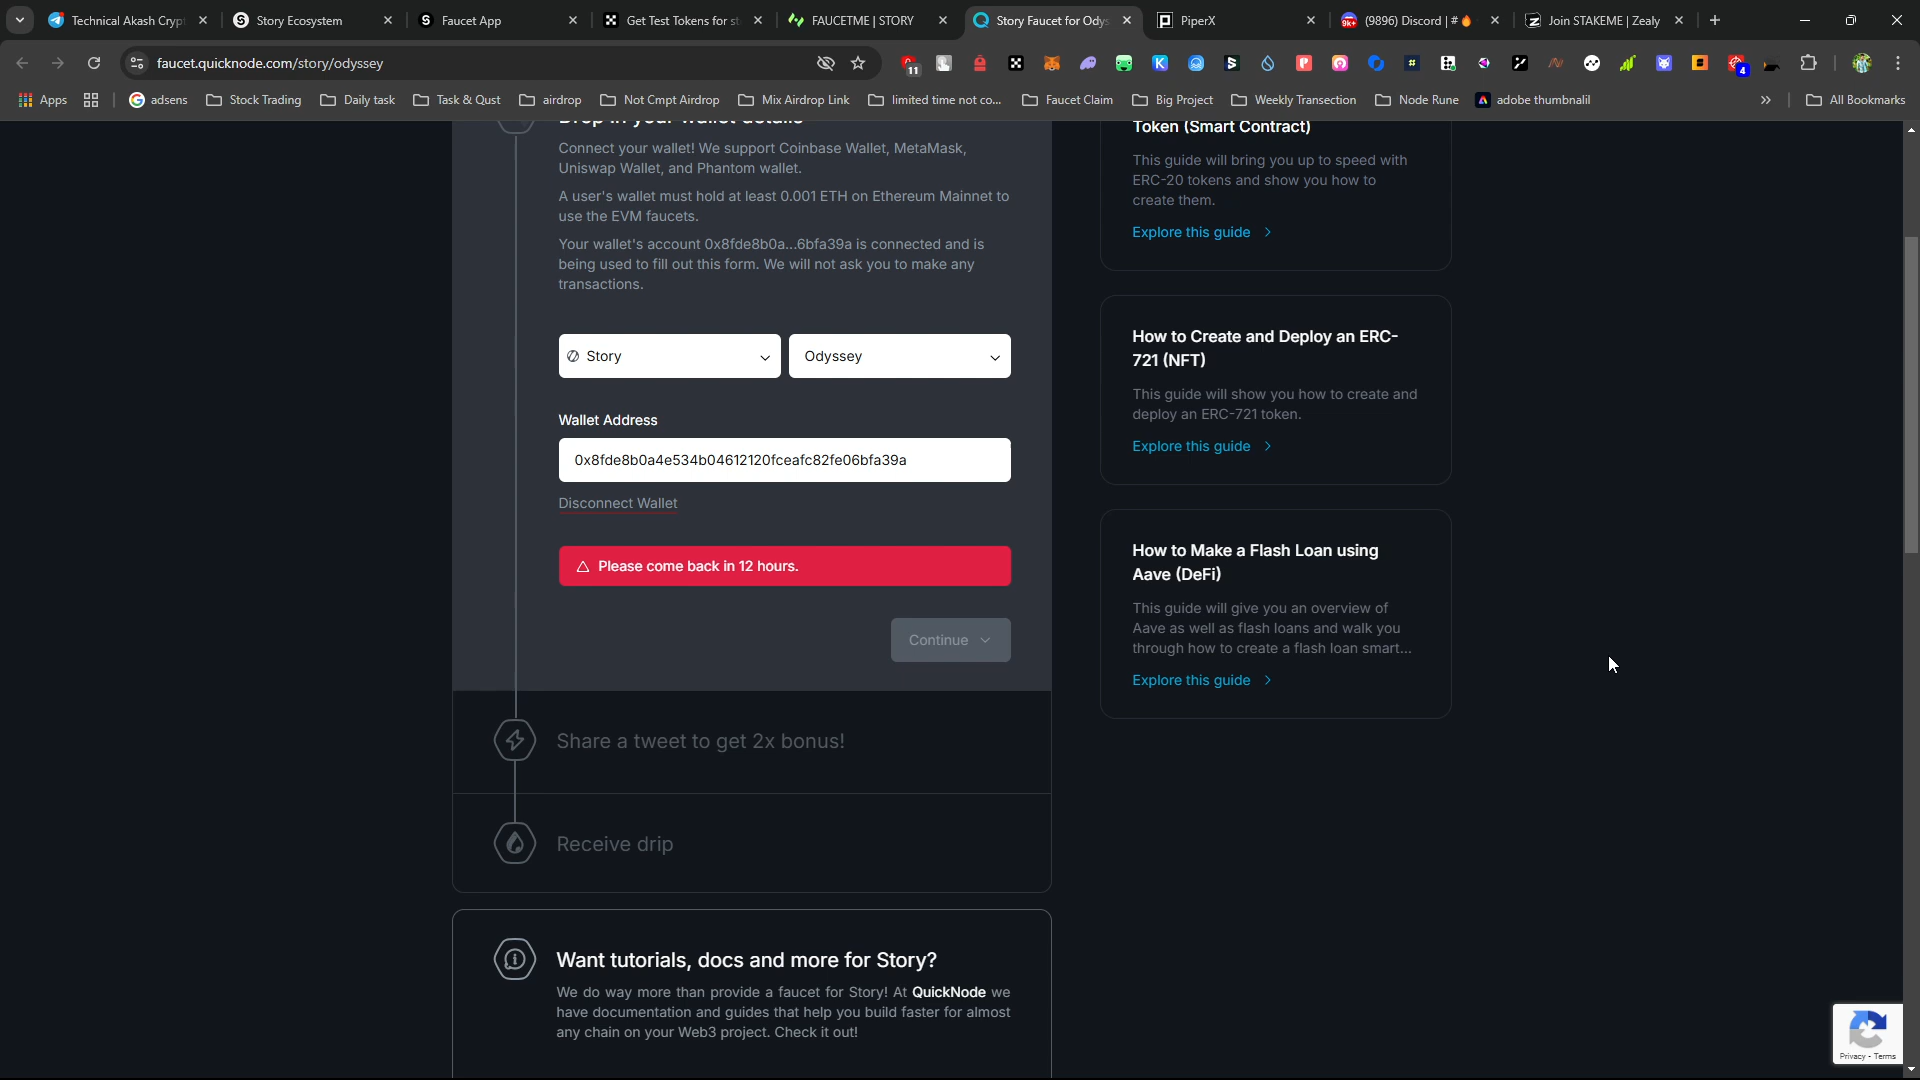 Technical Akash Crypt
Story Ecosystem
Faucet App
Get Test Tokens for st
FAUCETME | STORY
Story Faucet for Odys
PiperX
(9896) Discord | #🔥
Join STAKEME | Zealy
faucet.quicknode.com/story/odyssey
11
4
Apps
adsens
Stock Trading
Daily task
Task & Qust
airdrop
Not Cmpt Airdrop
Mix Airdrop Link
limited time not co...
Faucet Claim
Big Project
Weekly Transection
Node Rune
adobe thumbnalil
All Bookmarks
Drop in your wallet details
Connect your wallet! We support Coinbase Wallet, MetaMask,
Uniswap Wallet, and Phantom wallet.
A user's wallet must hold at least 0.001 ETH on Ethereum Mainnet to
use the EVM faucets.
Your wallet's account 0x8fde8b0a...6bfa39a is connected and is
being used to fill out this form. We will not ask you to make any
transactions.
Story
Odyssey
Wallet Address
0x8fde8b0a4e534b04612120fceafc82fe06bfa39a
Disconnect Wallet
Please come back in 12 hours.
Continue
Share a tweet to get 2x bonus!
Receive drip
Want tutorials, docs and more for Story?
We do way more than provide a faucet for Story! At QuickNode we
have documentation and guides that help you build faster for almost
any chain on your Web3 project. Check it out!
Token (Smart Contract)
This guide will bring you up to speed with
ERC-20 tokens and show you how to
create them.
Explore this guide
How to Create and Deploy an ERC-
721 (NFT)
This guide will show you how to create and
deploy an ERC-721 token.
Explore this guide
How to Make a Flash Loan using
Aave (DeFi)
This guide will give you an overview of
Aave as well as flash loans and walk you
through how to create a flash loan smart...
Explore this guide
Privacy - Terms